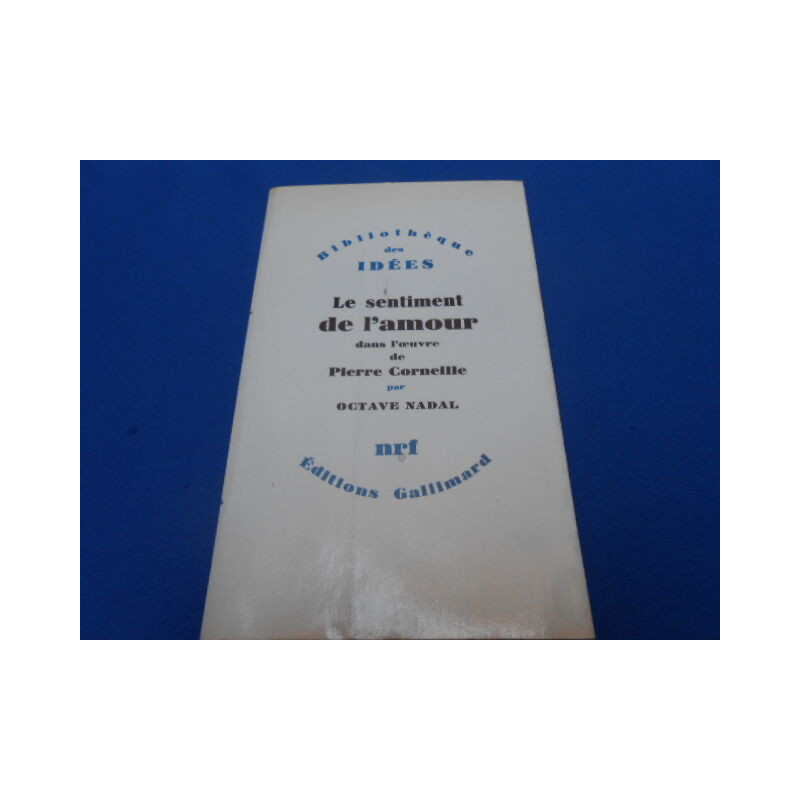 Bibliothèque
des
IDÉES
Le sentiment
de l'amour
dans l'œuvre
de
Pierre Corneille
par
OCTAVE NADAL
nrf
Éditions Gallimard